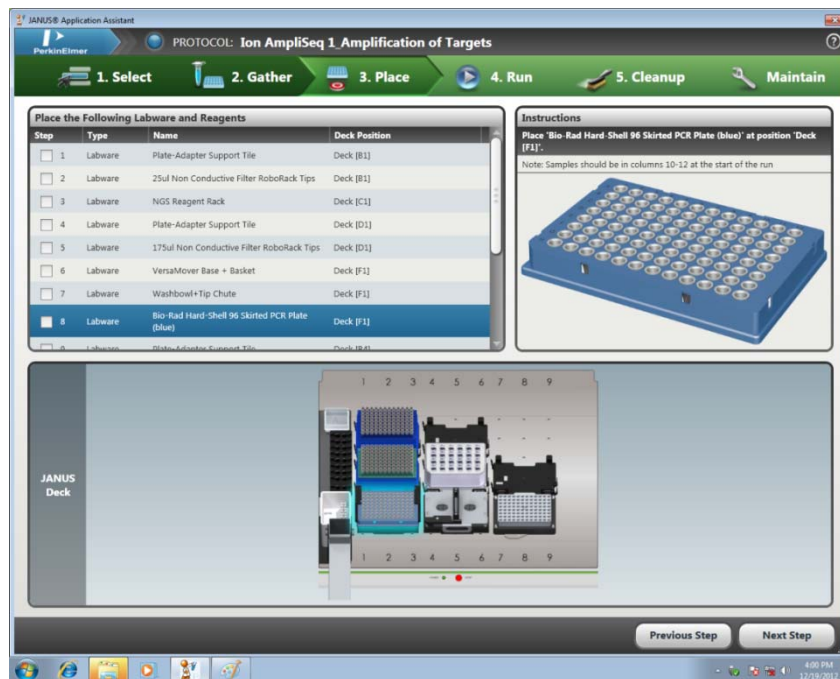 JANUS® Application Assistant
PerkinElmer
PROTOCOL: Ion AmpliSeq 1_Amplification of Targets
?
1. Select
2. Gather
3. Place
4. Run
5. Cleanup
Maintain
Place the Following Labware and Reagents
Step Type Name Deck Position
1 Labware Plate-Adapter Support Tile Deck [B1]
2 Labware 25ul Non Conductive Filter RoboRack Tips Deck [B1]
3 Labware NGS Reagent Rack Deck [C1]
4 Labware Plate-Adapter Support Tile Deck [D1]
5 Labware 175ul Non Conductive Filter RoboRack Tips Deck [D1]
6 Labware VersaMover Base + Basket Deck [F1]
7 Labware Washbowl+Tip Chute Deck [F1]
8 Labware Bio-Rad Hard-Shell 96 Skirted PCR Plate
(blue) Deck [F1]
9 Labware Plate-Adapter Support Tile Deck [B4]
Instructions
Place 'Bio-Rad Hard-Shell 96 Skirted PCR Plate (blue)' at position 'Deck
[F1]'.
Note: Samples should be in columns 10-12 at the start of the run
JANUS
Deck
1 2 3 4 5 6 7 8 9
1 2 3 4 5 6 7 8 9
Previous Step
Next Step
4:00 PM